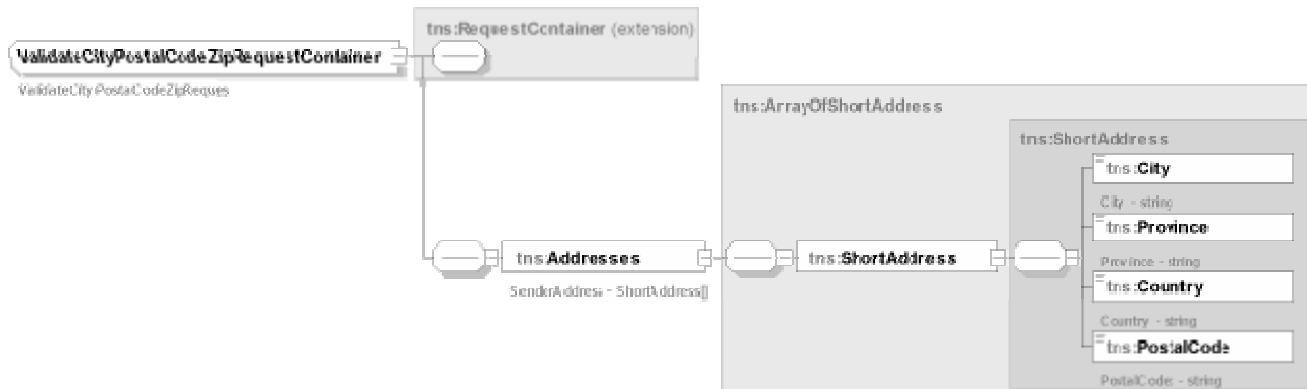 tns:RequestContainer (extension)
ValidateCityPostalCodeZipRequestContainer
ValidateCityPostalCodeZipReques
tns:ArrayOfShortAddress
tns:ShortAddress
tns:City
City - string
tns:Province
Province - string
tns:Addresses
SenderAddress - ShortAddress[]
tns:ShortAddress
tns:Country
Country - string
tns:PostalCode
PostalCode - string